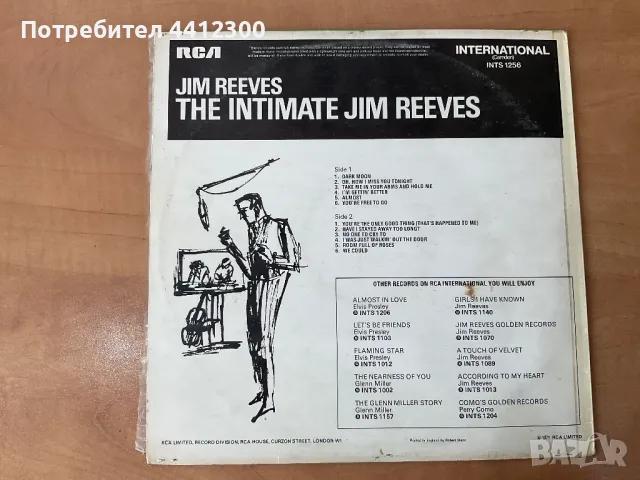 Потребител 4412300
RCA
INTERNATIONAL
(Camden)
INTS 1256
JIM REEVES
THE INTIMATE JIM REEVES
Side 1
1. DARK MOON
2. OH, HOW I MISS YOU TONIGHT
3. TAKE ME IN YOUR ARMS AND HOLD ME
4. I'M GETTIN' BETTER
5. ALMOST
6. YOU'RE FREE TO GO
Side 2
1. YOU'RE THE ONLY GOOD THING (THAT'S HAPPENED TO ME)
2. HAVE I STAYED AWAY TOO LONG?
3. NO ONE TO CRY TO
4. I WAS JUST WALKIN' OUT THE DOOR
5. ROOM FULL OF ROSES
6. WE COULD
OTHER RECORDS ON RCA INTERNATIONAL YOU WILL ENJOY
ALMOST IN LOVE
Elvis Presley
INTS 1206
LET'S BE FRIENDS
Elvis Presley
INTS 1103
FLAMING STAR
Elvis Presley
INTS 1012
THE NEARNESS OF YOU
Glenn Miller
INTS 1002
THE GLENN MILLER STORY
Glenn Miller
INTS 1157
GIRLS I HAVE KNOWN
Jim Reeves
INTS 1140
JIM REEVES GOLDEN RECORDS
Jim Reeves
INTS 1070
A TOUCH OF VELVET
Jim Reeves
INTS 1089
ACCORDING TO MY HEART
Jim Reeves
INTS 1013
COMO'S GOLDEN RECORDS
Perry Como
INTS 1204
RCA LIMITED, RECORD DIVISION, RCA HOUSE, CURZON STREET, LONDON W1
Printed in England by Robert Stace
© 1971 RCA LIMITED
BAZAR